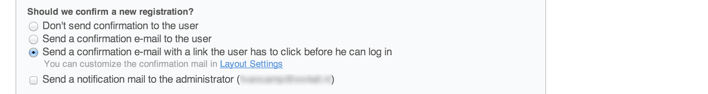 Should we confirm a new registration?
Don't send confirmation to the user
Send a confirmation e-mail to the user
Send a confirmation e-mail with a link the user has to click before he can log in
You can customize the confirmation mail in Layout Settings
Send a notification mail to the administrator ( )